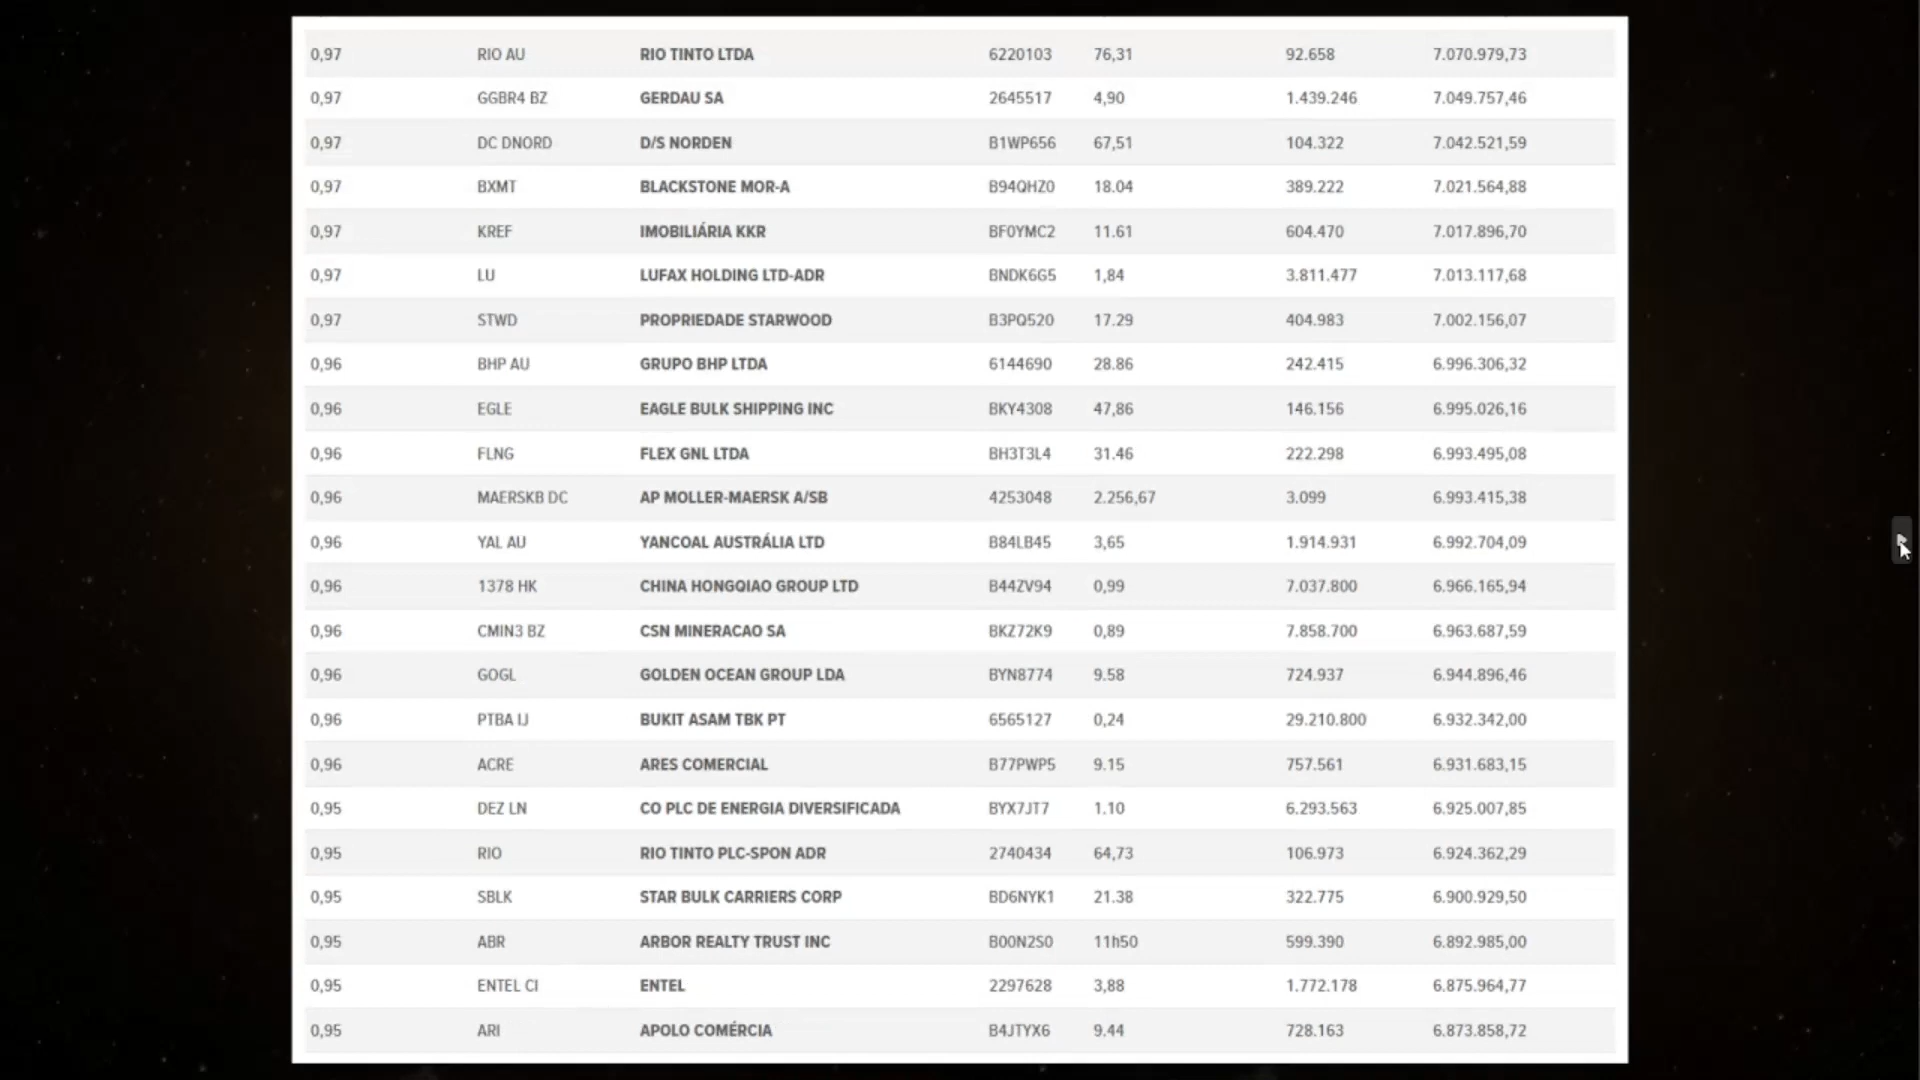 0,97 RIO AU RIO TINTO LTDA 6220103 76,31 92.658 7.070.979,73
0,97 GGBR4 BZ GERDAU SA 2645517 4,90 1.439.246 7.049.757,46
0,97 DC DNORD D/S NORDEN B1WP656 67,51 104.322 7.042.521,59
0,97 BXMT BLACKSTONE MOR-A B94QHZ0 18.04 389.222 7.021.564,88
0,97 KREF IMOBILIÁRIA KKR BF0YMC2 11.61 604.470 7.017.896,70
0,97 LU LUFAX HOLDING LTD-ADR BNDK6G5 1,84 3.811.477 7.013.117,68
0,97 STWD PROPRIEDADE STARWOOD B3PQ520 17.29 404.983 7.002.156,07
0,96 BHP AU GRUPO BHP LTDA 6144690 28.86 242.415 6.996.306,32
0,96 EGLE EAGLE BULK SHIPPING INC BKY4308 47,86 146.156 6.995.026,16
0,96 FLNG FLEX GNL LTDA BH3T3L4 31.46 222.298 6.993.495,08
0,96 MAERSKB DC AP MOLLER-MAERSK A/SB 4253048 2.256,67 3.099 6.993.415,38
0,96 YAL AU YANCOAL AUSTRÁLIA LTD B84LB45 3,65 1.914.931 6.992.704,09
0,96 1378 HK CHINA HONGQIAO GROUP LTD B44ZV94 0,99 7.037.800 6.966.165,94
0,96 CMIN3 BZ CSN MINERACAO SA BKZ72K9 0,89 7.858.700 6.963.687,59
0,96 GOGL GOLDEN OCEAN GROUP LDA BYN8774 9.58 724.937 6.944.896,46
0,96 PTBA IJ BUKIT ASAM TBK PT 6565127 0,24 29.210.800 6.932.342,00
0,96 ACRE ARES COMERCIAL B77PWP5 9.15 757.561 6.931.683,15
0,95 DEZ LN CO PLC DE ENERGIA DIVERSIFICADA BYX7JT7 1.10 6.293.563 6.925.007,85
0,95 RIO RIO TINTO PLC-SPON ADR 2740434 64,73 106.973 6.924.362,29
0,95 SBLK STAR BULK CARRIERS CORP BD6NYK1 21.38 322.775 6.900.929,50
0,95 ABR ARBOR REALTY TRUST INC B00N2S0 11h50 599.390 6.892.985,00
0,95 ENTEL CI ENTEL 2297628 3,88 1.772.178 6.875.964,77
0,95 ARI APOLO COMÉRCIA B4JTYX6 9.44 728.163 6.873.858,72